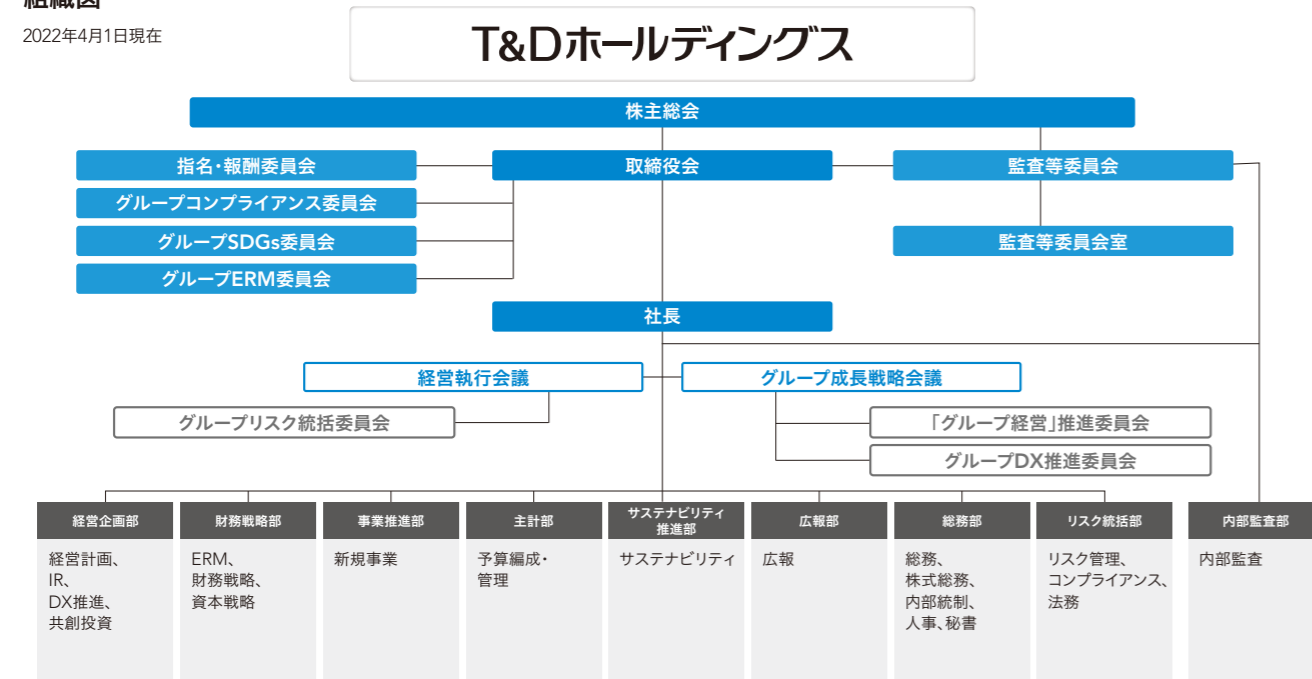 組織図
2022年4月1日現在
T&Dホールディングス
株主総会
指名・報酬委員会
取締役会
監査等委員会
グループコンプライアンス委員会
グループSDGs委員会
監査等委員会室
グループERM委員会
社長
経営執行会議
グループ成長戦略会議
グループリスク統括委員会
「グループ経営」推進委員会
グループDX推進委員会
経営企画部
経営計画、
IR、
DX推進、
共創投資
財務戦略部
ERM、
財務戦略、
資本戦略
事業推進部
新規事業
主計部
予算編成・
管理
サステナビリティ
推進部
サステナビリティ
広報部
広報
総務部
総務、
株式総務、
内部統制、
人事、秘書
リスク統括部
リスク管理、
コンプライアンス、
法務
内部監査部
内部監査